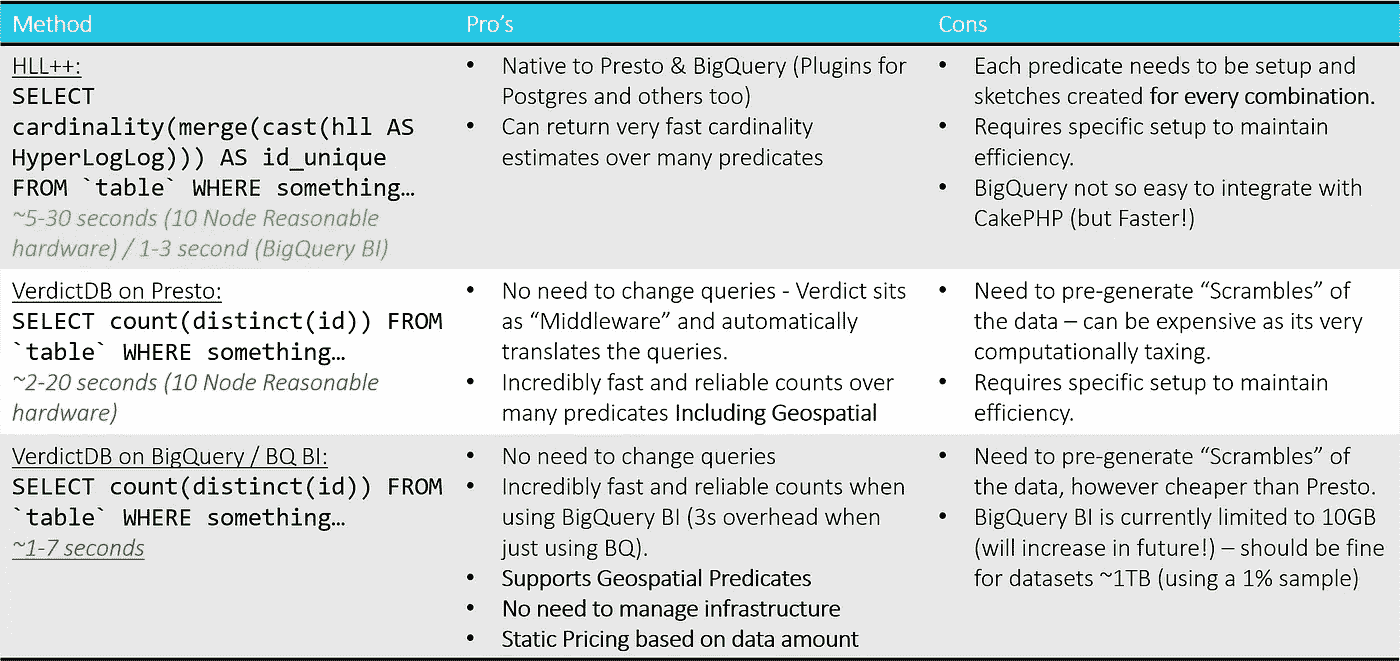 Method Pro's Cons
HLL++:
SELECT
cardinality(merge(cast(hll AS
HyperLogLog))) AS id_unique
FROM `table` WHERE something…
~5-30 seconds (10 Node Reasonable
hardware) / 1-3 second (BigQuery BI)
• Native to Presto & BigQuery (Plugins for
Postgres and others too)
• Can return very fast cardinality
estimates over many predicates
• Each predicate needs to be setup and
sketches created for every combination.
• Requires specific setup to maintain
efficiency.
• BigQuery not so easy to integrate with
CakePHP (but Faster!)
VerdictDB on Presto:
SELECT count(distinct(id)) FROM
`table` WHERE something…
~2-20 seconds (10 Node Reasonable
hardware)
• No need to change queries - Verdict sits
as “Middleware” and automatically
translates the queries.
• Incredibly fast and reliable counts over
many predicates Including Geospatial
• Need to pre-generate “Scrambles” of
the data – can be expensive as its very
computationally taxing.
• Requires specific setup to maintain
efficiency.
VerdictDB on BigQuery / BQ BI:
SELECT count(distinct(id)) FROM
`table` WHERE something…
~1-7 seconds
• No need to change queries
• Incredibly fast and reliable counts when
using BigQuery BI (3s overhead when
just using BQ).
• Supports Geospatial Predicates
• No need to manage infrastructure
• Static Pricing based on data amount
• Need to pre-generate “Scrambles” of
the data, however cheaper than Presto.
• BigQuery BI is currently limited to 10GB
(will increase in future!) – should be fine
for datasets ~1TB (using a 1% sample)